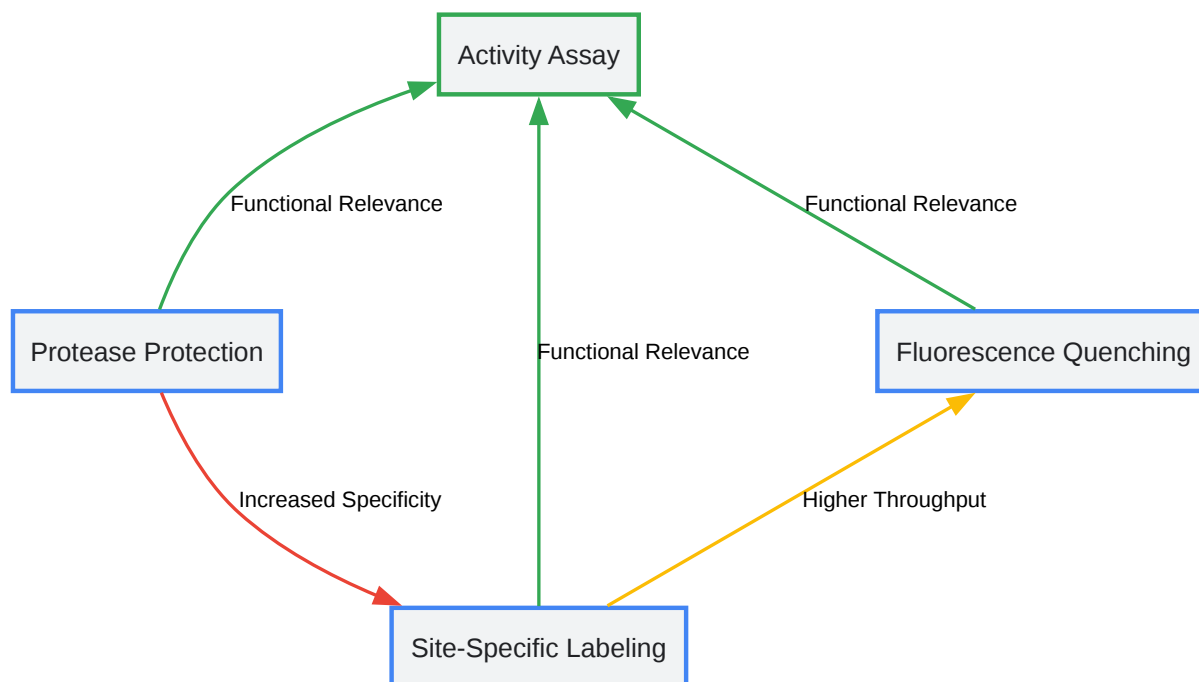 Activity Assay
Functional Relevance
Functional Relevance
Protease Protection
Functional Relevance
Fluorescence Quenching
Increased Specificity
Higher Throughput
Site-Specific Labeling